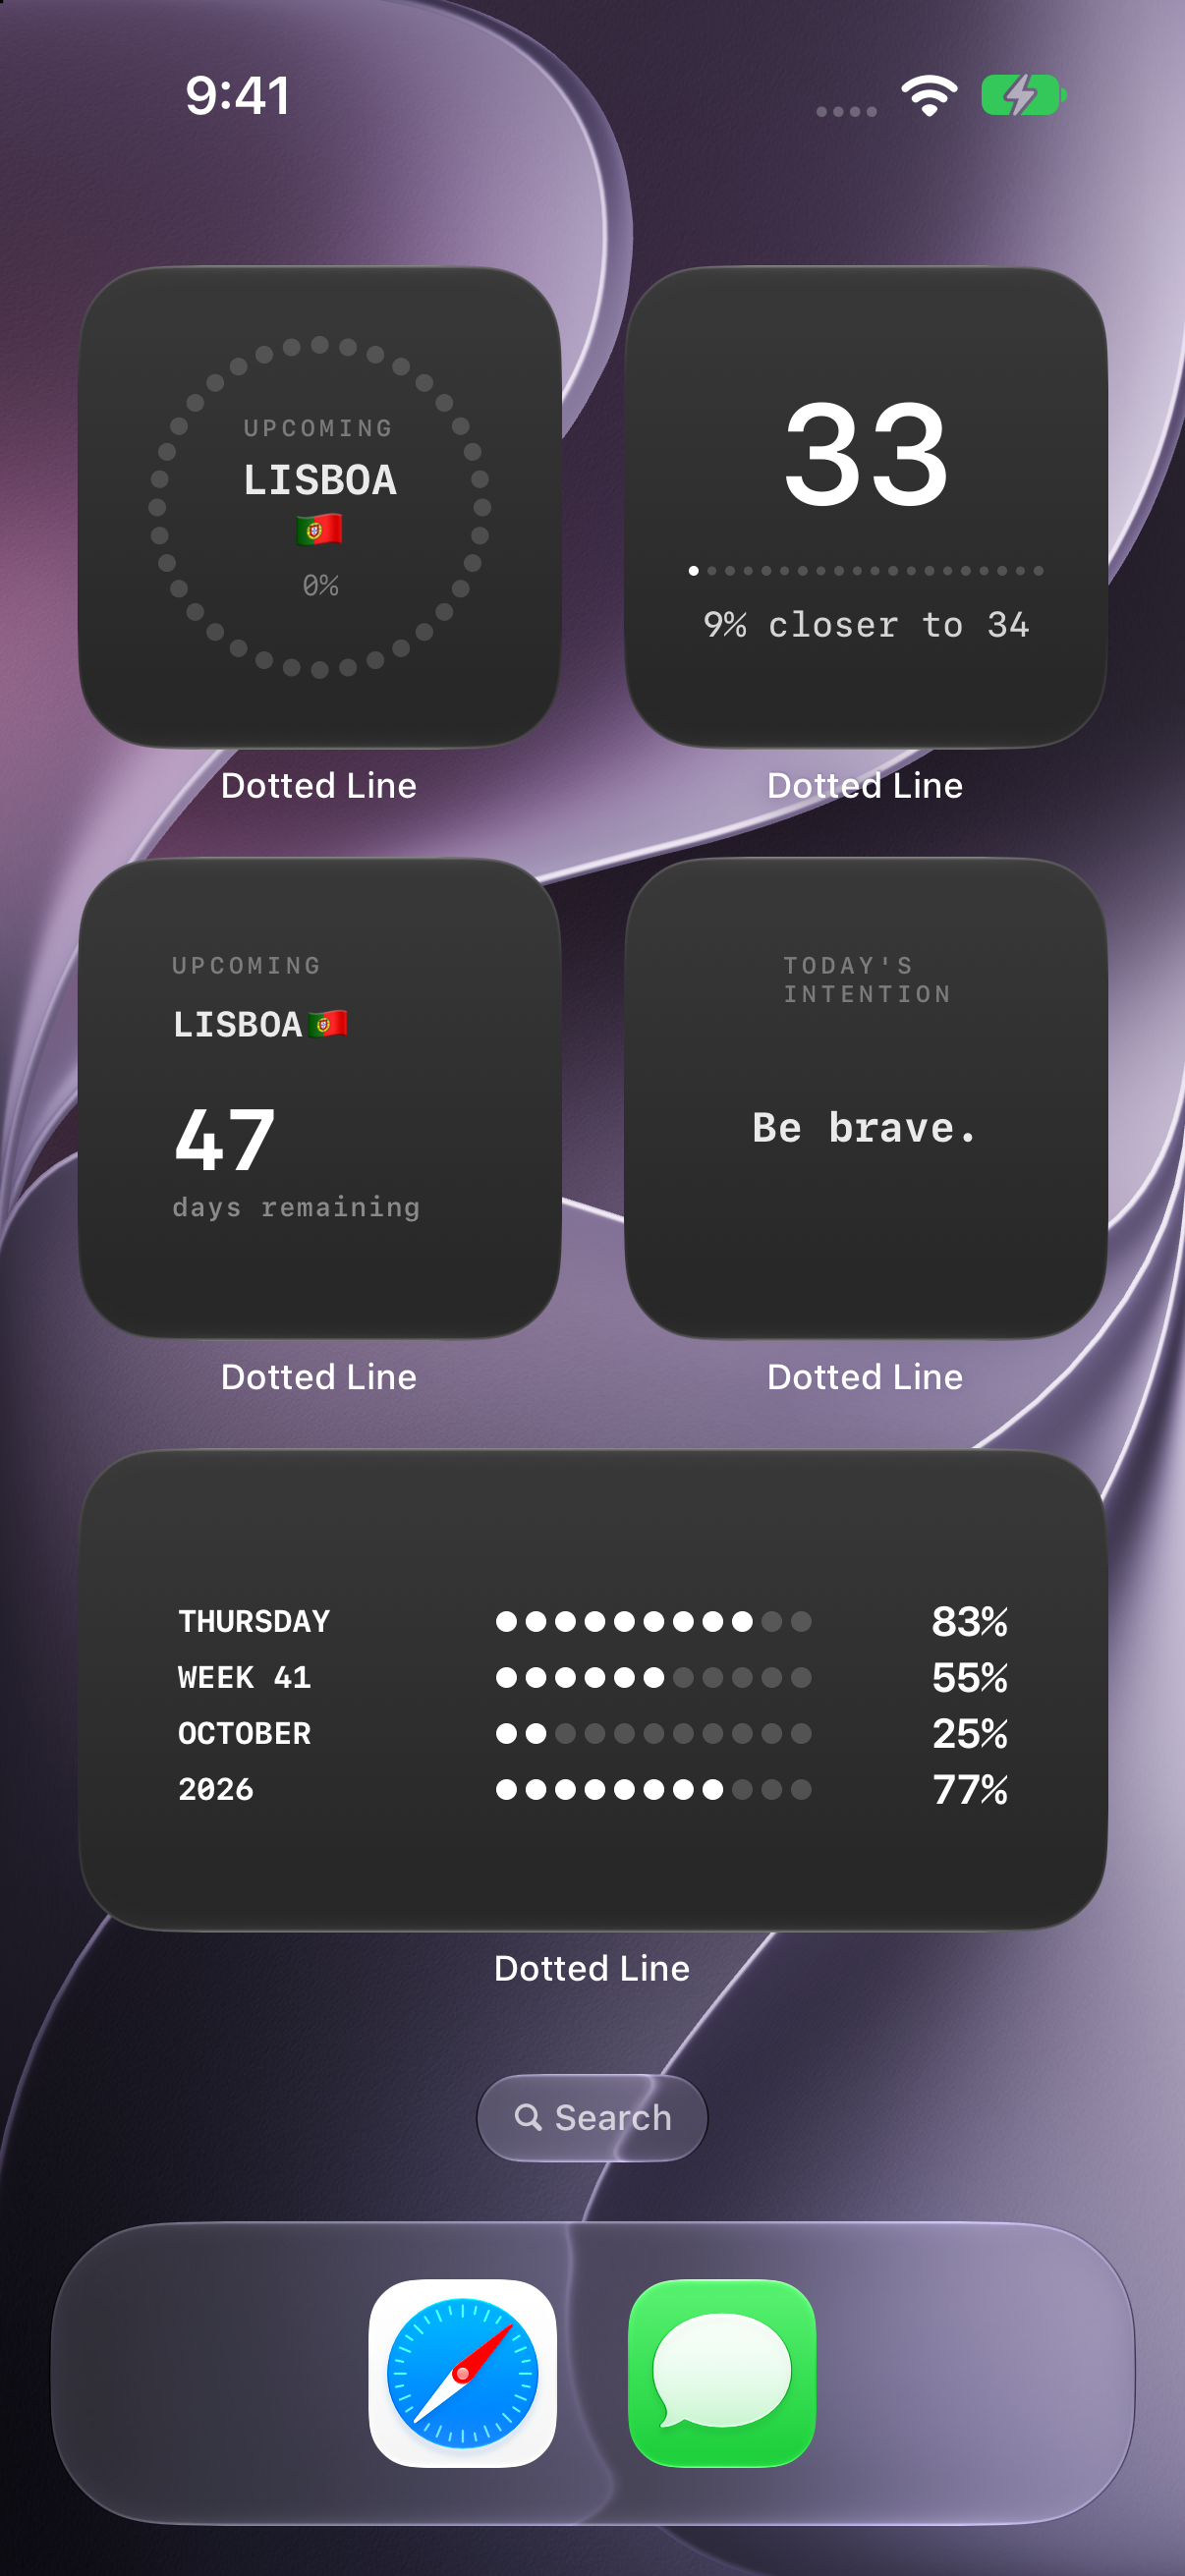 9:41
UPCOMING
LISBOA
🇵🇹
0%
Dotted Line
33
9% closer to 34
Dotted Line
UPCOMING
LISBOA🇵🇹
47
days remaining
Dotted Line
TODAY'S
INTENTION
Be brave.
Dotted Line
THURSDAY 83%
WEEK 41 55%
OCTOBER 25%
2026 77%
Dotted Line
Search